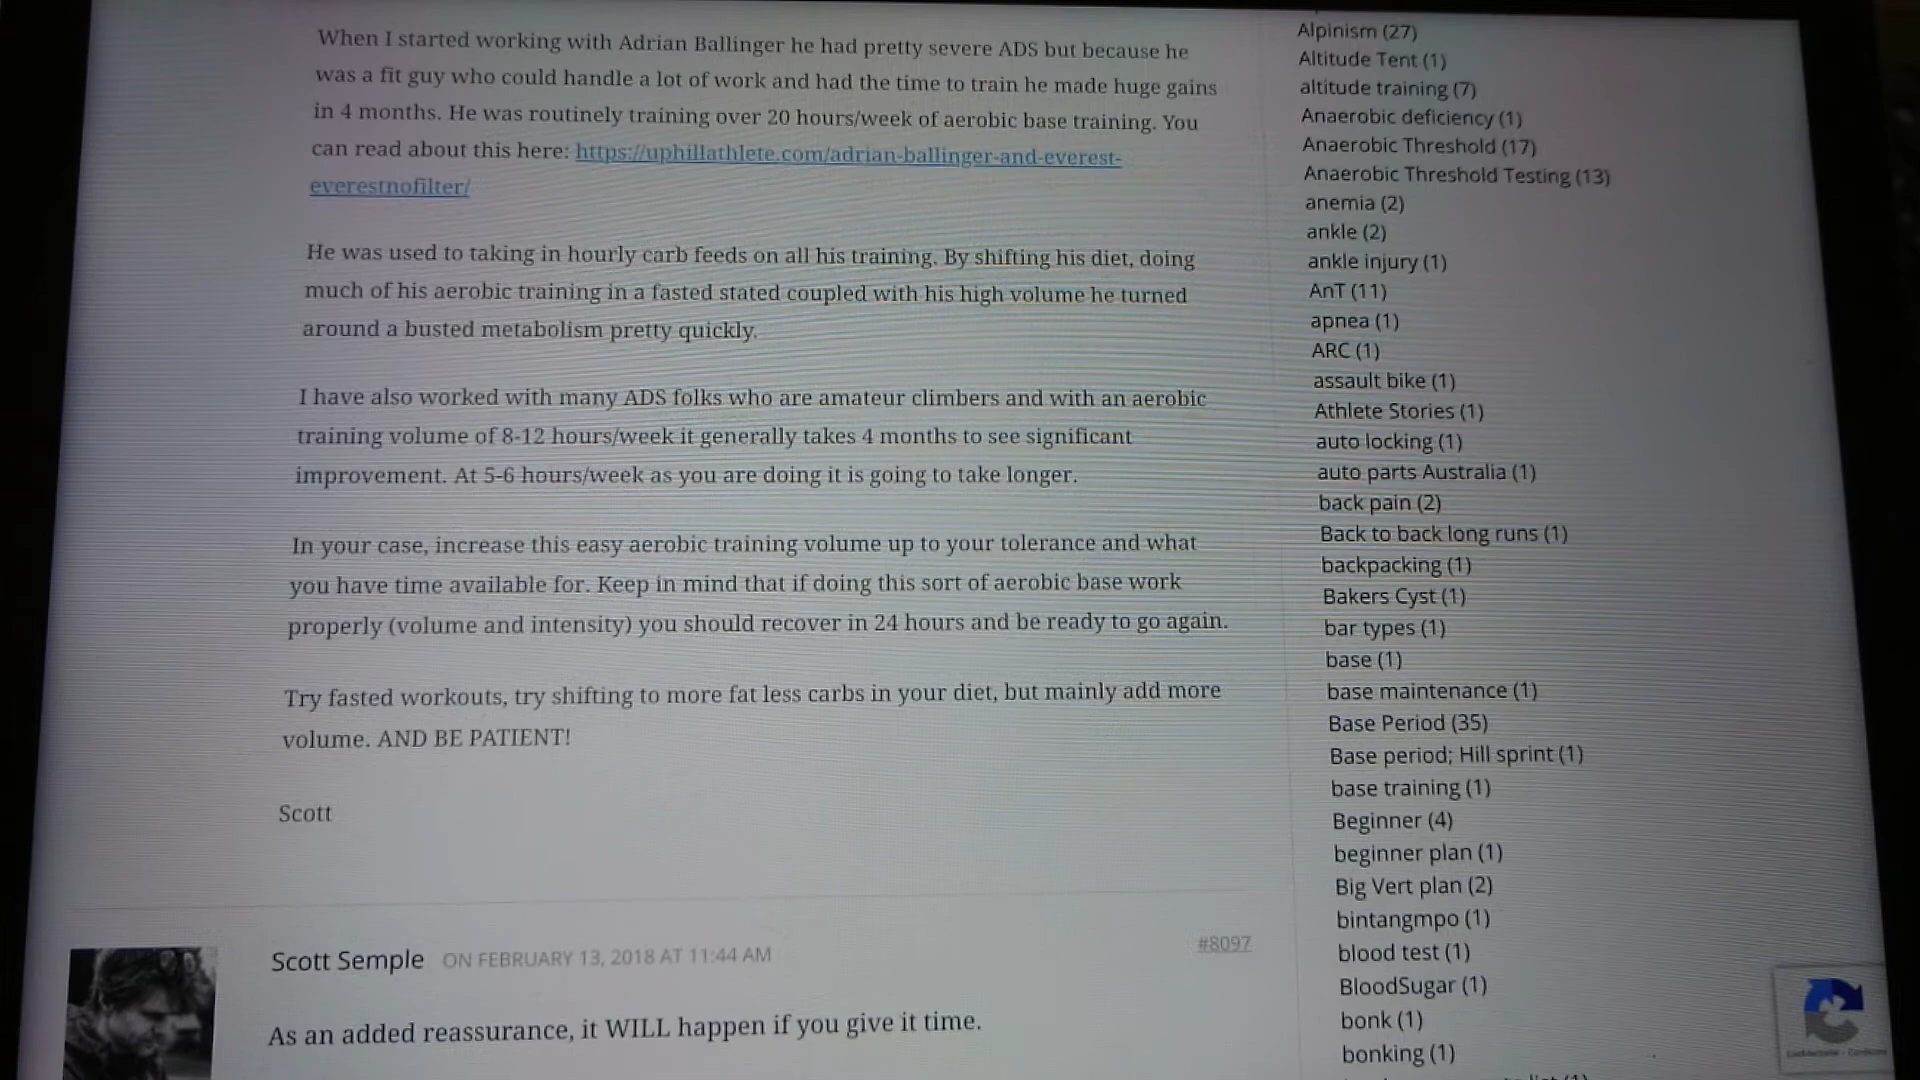 When I started working with Adrian Ballinger he had pretty severe ADS but because he
was a fit guy who could handle a lot of work and had the time to train he made huge gains
in 4 months. He was routinely training over 20 hours/week of aerobic base training. You
can read about this here: https://uphillathlete.com/adrian-ballinger-and-everest-
everestnofilter/
He was used to taking in hourly carb feeds on all his training. By shifting his diet, doing
much of his aerobic training in a fasted stated coupled with his high volume he turned
around a busted metabolism pretty quickly.
I have also worked with many ADS folks who are amateur climbers and with an aerobic
training volume of 8-12 hours/week it generally takes 4 months to see significant
improvement. At 5-6 hours/week as you are doing it is going to take longer.
In your case, increase this easy aerobic training volume up to your tolerance and what
you have time available for. Keep in mind that if doing this sort of aerobic base work
properly (volume and intensity) you should recover in 24 hours and be ready to go again.
Try fasted workouts, try shifting to more fat less carbs in your diet, but mainly add more
volume. AND BE PATIENT!
Scott
Scott Semple ON FEBRUARY 13, 2018 AT 11:44 AM
#8097
As an added reassurance, it WILL happen if you give it time.
Alpinism (27)
Altitude Tent (1)
altitude training (7)
Anaerobic deficiency (1)
Anaerobic Threshold (17)
Anaerobic Threshold Testing (13)
anemia (2)
ankle (2)
ankle injury (1)
AnT (11)
apnea (1)
ARC (1)
assault bike (1)
Athlete Stories (1)
auto locking (1)
auto parts Australia (1)
back pain (2)
Back to back long runs (1)
backpacking (1)
Bakers Cyst (1)
bar types (1)
base (1)
base maintenance (1)
Base Period (35)
Base period; Hill sprint (1)
base training (1)
Beginner (4)
beginner plan (1)
Big Vert plan (2)
bintangmpo (1)
blood test (1)
BloodSugar (1)
bonk (1)
bonking (1)